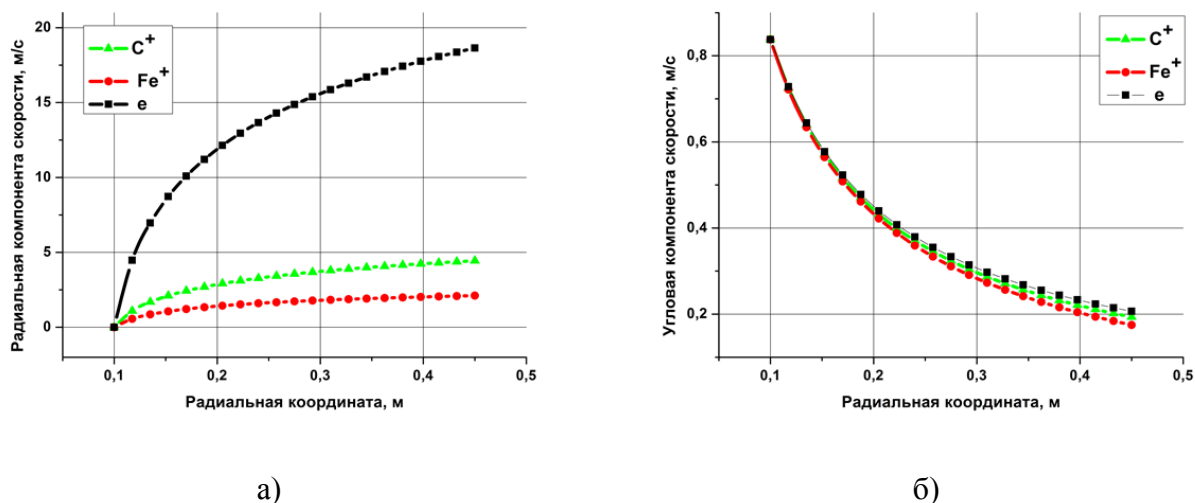 20
15
10
5
0
0,1
0,2
0,3
0,4
0,5
Радиальная координата, м
Радиальная компонента скорости, м/с
C+
Fe+
e
а)
0,8
0,6
0,4
0,2
0,1
0,2
0,3
0,4
0,5
Радиальная координата, м
Угловая компонента скорости, м/с
C+
Fe+
e
б)